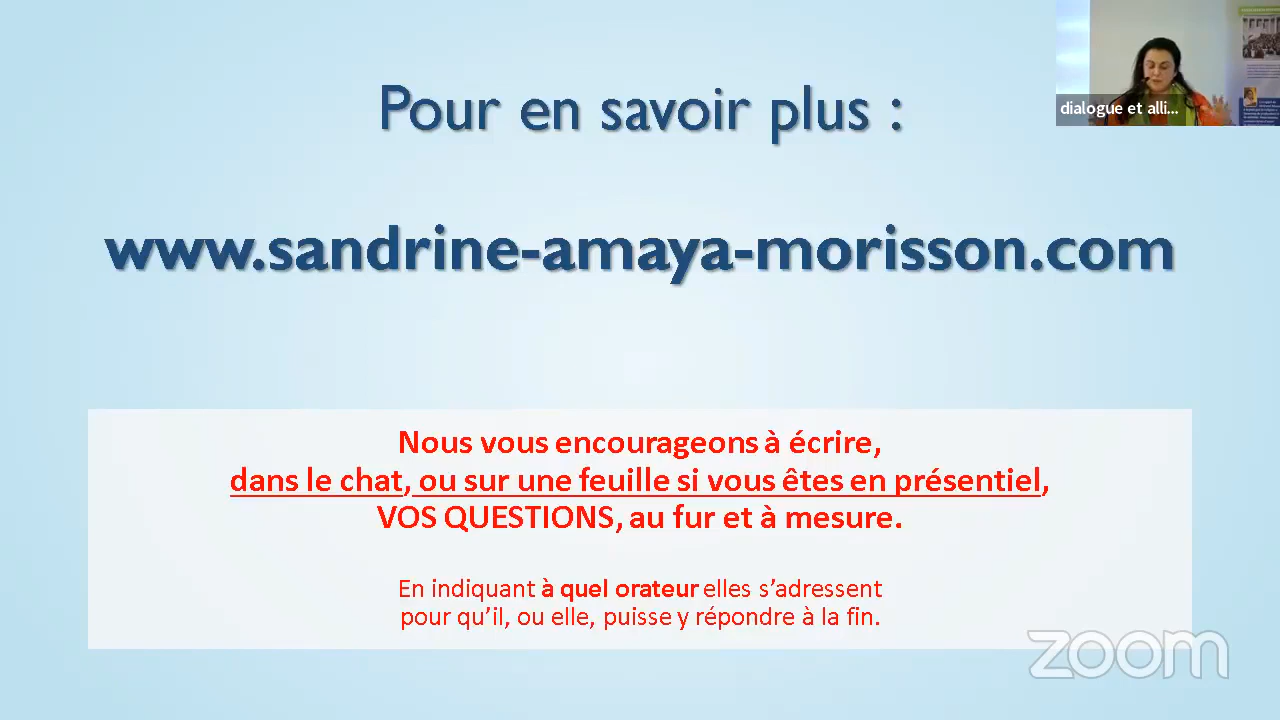 Pour en savoir plus :
www.sandrine-amaya-morisson.com
Nous vous encourageons à écrire,
dans le chat, ou sur une feuille si vous êtes en présentiel,
VOS QUESTIONS, au fur et à mesure.
En indiquant à quel orateur elles s’adressent
pour qu’il, ou elle, puisse y répondre à la fin.
dialogue et alli...
zoom